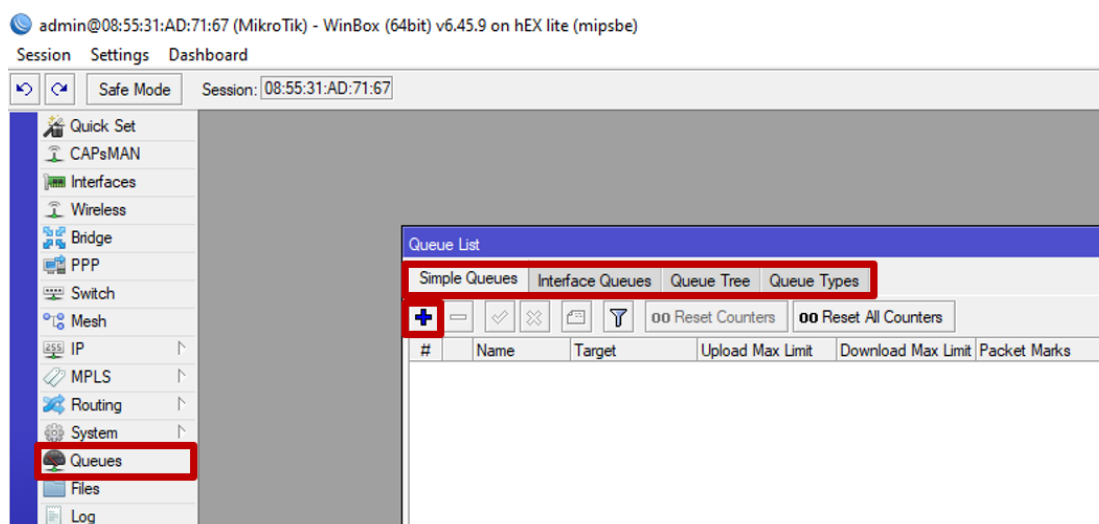 admin@08:55:31:AD:71:67 (MikroTik) - WinBox (64bit) v6.45.9 on hEX lite (mipsbe)
Session Settings Dashboard
Safe Mode Session: 08:55:31:AD:71:67
Quick Set
CAPsMAN
Interfaces
Wireless
Bridge
PPP
Switch
Mesh
255 IP
MPLS
Routing
System
Queues
Files
Log
Queue List
Simple Queues Interface Queues Queue Tree Queue Types
00 Reset Counters 00 Reset All Counters
# Name Target Upload Max Limit Download Max Limit Packet Marks